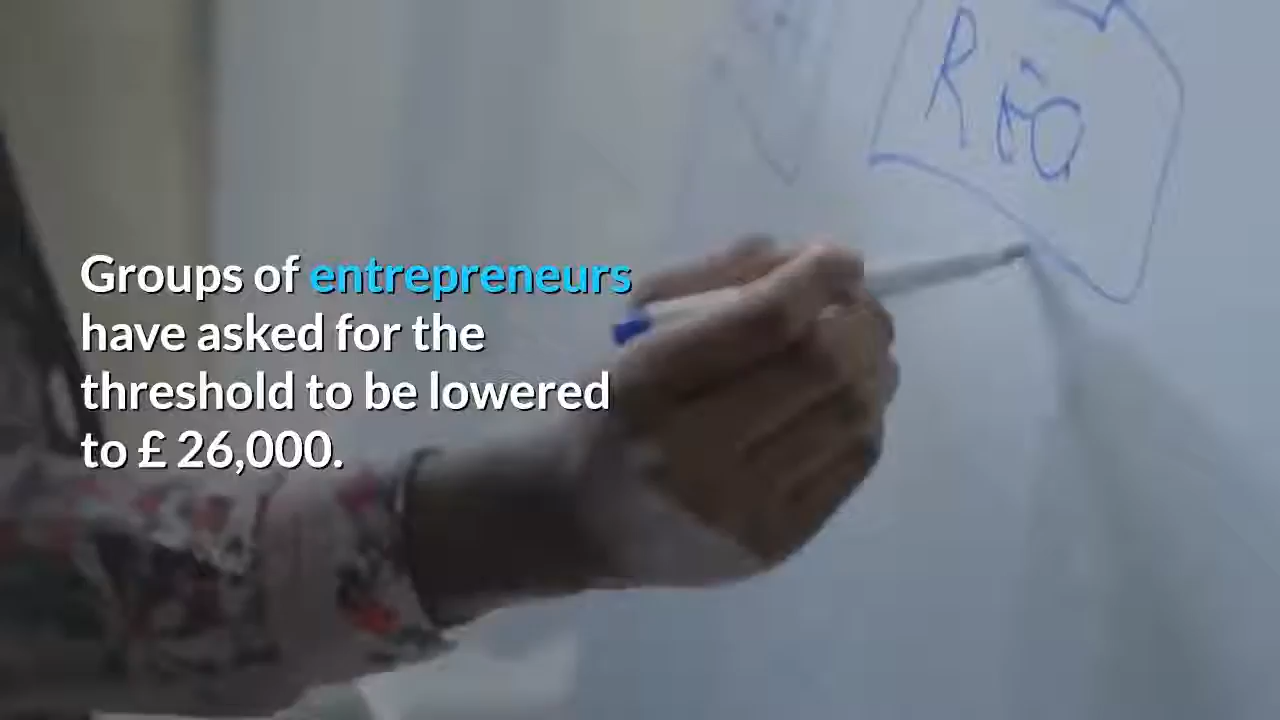 Groups of entrepreneurs
have asked for the
threshold to be lowered
to £ 26,000.